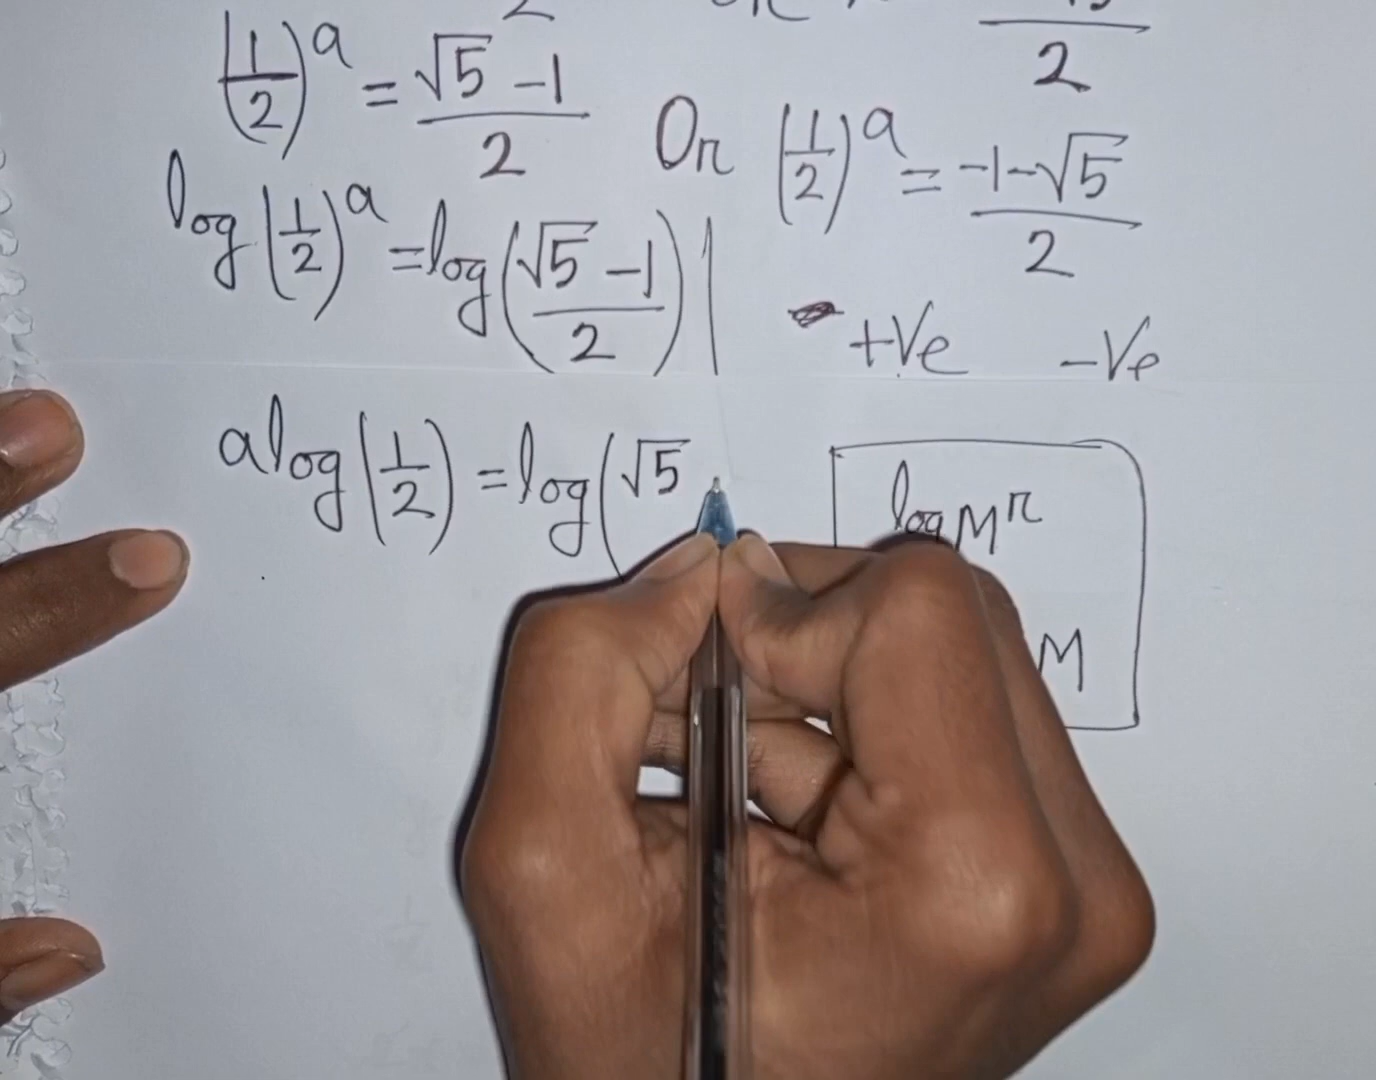 (1/2)^a = (√5 -1)/2 Or (1/2)^a = (-1-√5)/2
log(1/2)^a = log((√5 -1)/2) | +Ve -Ve
a log(1/2) = log(√5
log M^r
M